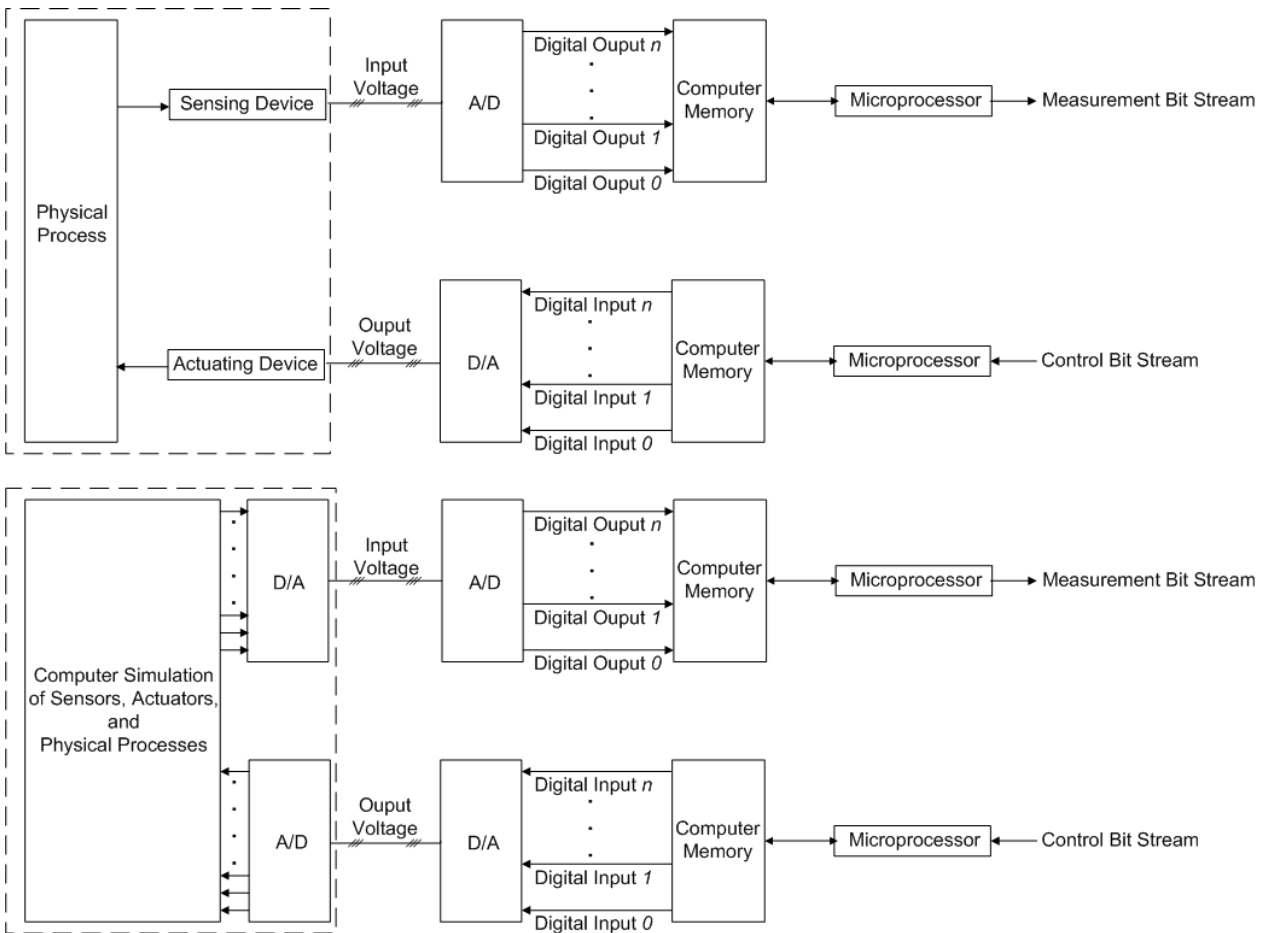 Physical
Process
Sensing Device
Input
Voltage
A/D
Digital Ouput n
Digital Ouput 1
Digital Ouput 0
Computer
Memory
Microprocessor
Measurement Bit Stream
Actuating Device
Ouput
Voltage
D/A
Digital Input n
Digital Input 1
Digital Input 0
Computer
Memory
Microprocessor
Control Bit Stream
Computer Simulation
of Sensors, Actuators,
and
Physical Processes
D/A
Input
Voltage
A/D
Digital Ouput n
Digital Ouput 1
Digital Ouput 0
Computer
Memory
Microprocessor
Measurement Bit Stream
A/D
Ouput
Voltage
D/A
Digital Input n
Digital Input 1
Digital Input 0
Computer
Memory
Microprocessor
Control Bit Stream